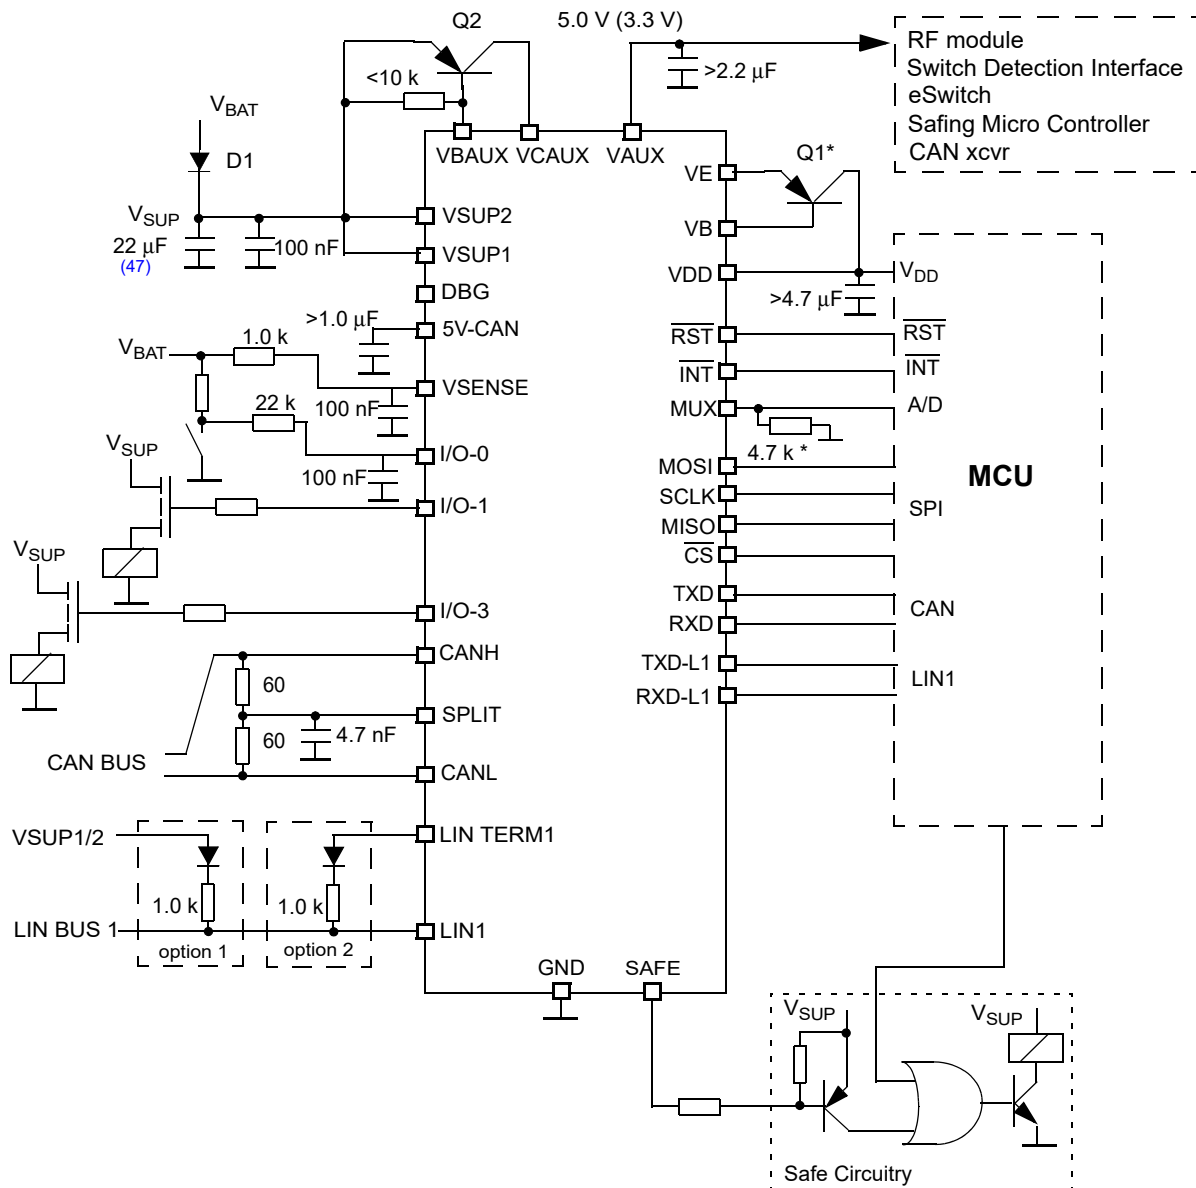 Q2
5.0 V (3.3 V)
RF module
Switch Detection Interface
eSwitch
Safing Micro Controller
CAN xcvr
<10 k
>2.2 μF
VBAT
D1
VBAUX
VCAUX
VAUX
VE
Q1*
VB
VSUP
VSUP2
22 μF
(47)
100 nF
VSUP1
VDD
VDD
>4.7 μF
DBG
>1.0 μF
5V-CAN
RST
RST
VBAT
1.0 k
INT
INT
VSENSE
100 nF
MUX
A/D
4.7 k *
22 k
I/O-0
100 nF
VSUP
MOSI
SCLK
MISO
CS
SPI
MCU
I/O-1
VSUP
I/O-3
TXD
RXD
CAN
CANH
TXD-L1
RXD-L1
LIN1
60
SPLIT
60
4.7 nF
CAN BUS
CANL
VSUP1/2
LIN TERM1
1.0 k
1.0 k
LIN BUS 1
LIN1
option 1
option 2
GND
SAFE
VSUP
VSUP
Safe Circuitry